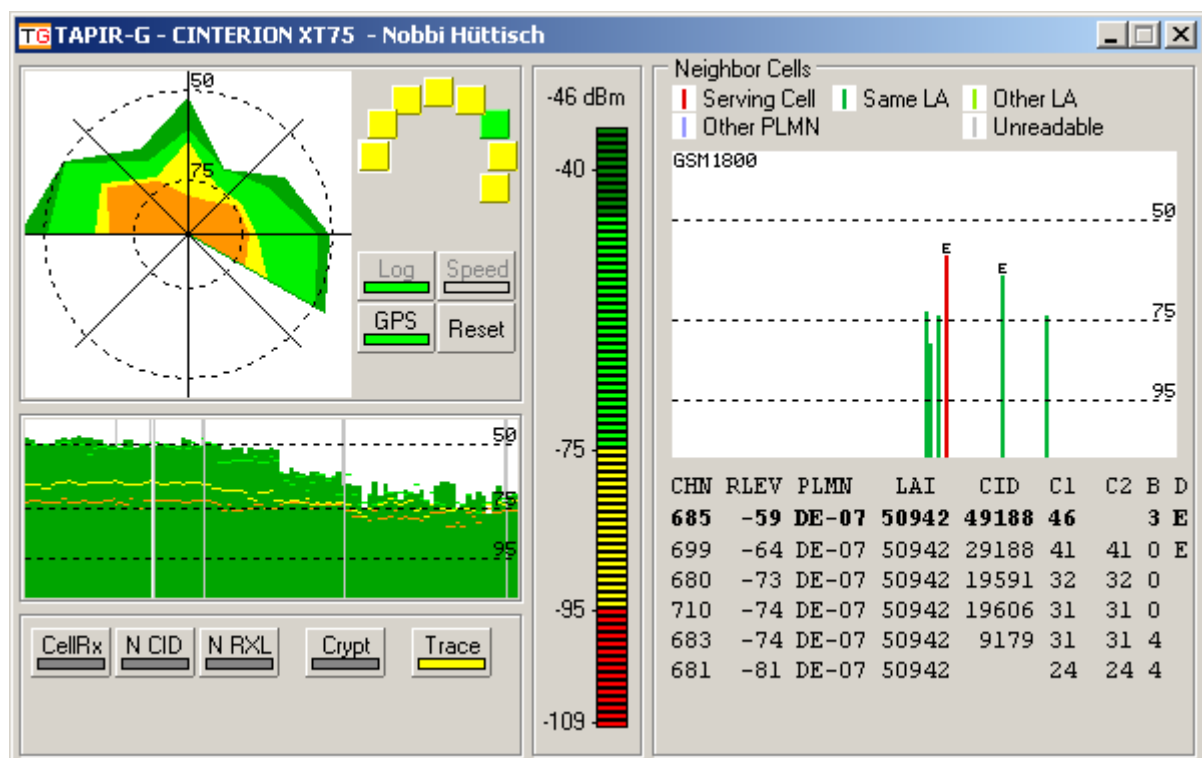 TG TAPIR-G - CINTERION XT75 - Nobbi Hüttisch
50
75
Log Speed
GPS Reset
50
75
95
CellRx N CID N RXL Crypt Trace
-46 dBm
-40
-75
-95
-109
Neighbor Cells
Serving Cell Same LA Other LA
Other PLMN Unreadable
GSM1800
50
E
E
75
95
CHN RLEV PLMN LAI CID C1 C2 B D
685 -59 DE-07 50942 49188 46 3 E
699 -64 DE-07 50942 29188 41 41 0 E
680 -73 DE-07 50942 19591 32 32 0
710 -74 DE-07 50942 19606 31 31 0
683 -74 DE-07 50942 9179 31 31 4
681 -81 DE-07 50942 24 24 4